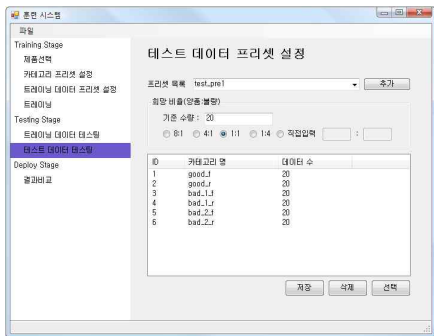 훈련 시스템
파일
Training Stage
제품선택
카테고리 프리셋 설정
트레이닝 데이터 프리셋 설정
트레이닝
Testing Stage
트레이닝 데이터 테스팅
테스트 데이터 테스팅
Deploy Stage
결과비교
테스트 데이터 프리셋 설정
프리셋 목록 test_pre1 추가
희망 비율(양품:불량)
기준 수량 : 20
8:1 4:1 1:1 1:4 직접입력 :
ID 카테고리 명 데이터 수
1 good_f 20
2 good_r 20
3 bad_1_f 20
4 bad_1_r 20
5 bad_2_f 20
6 bad_2_r 20
저장 삭제 선택